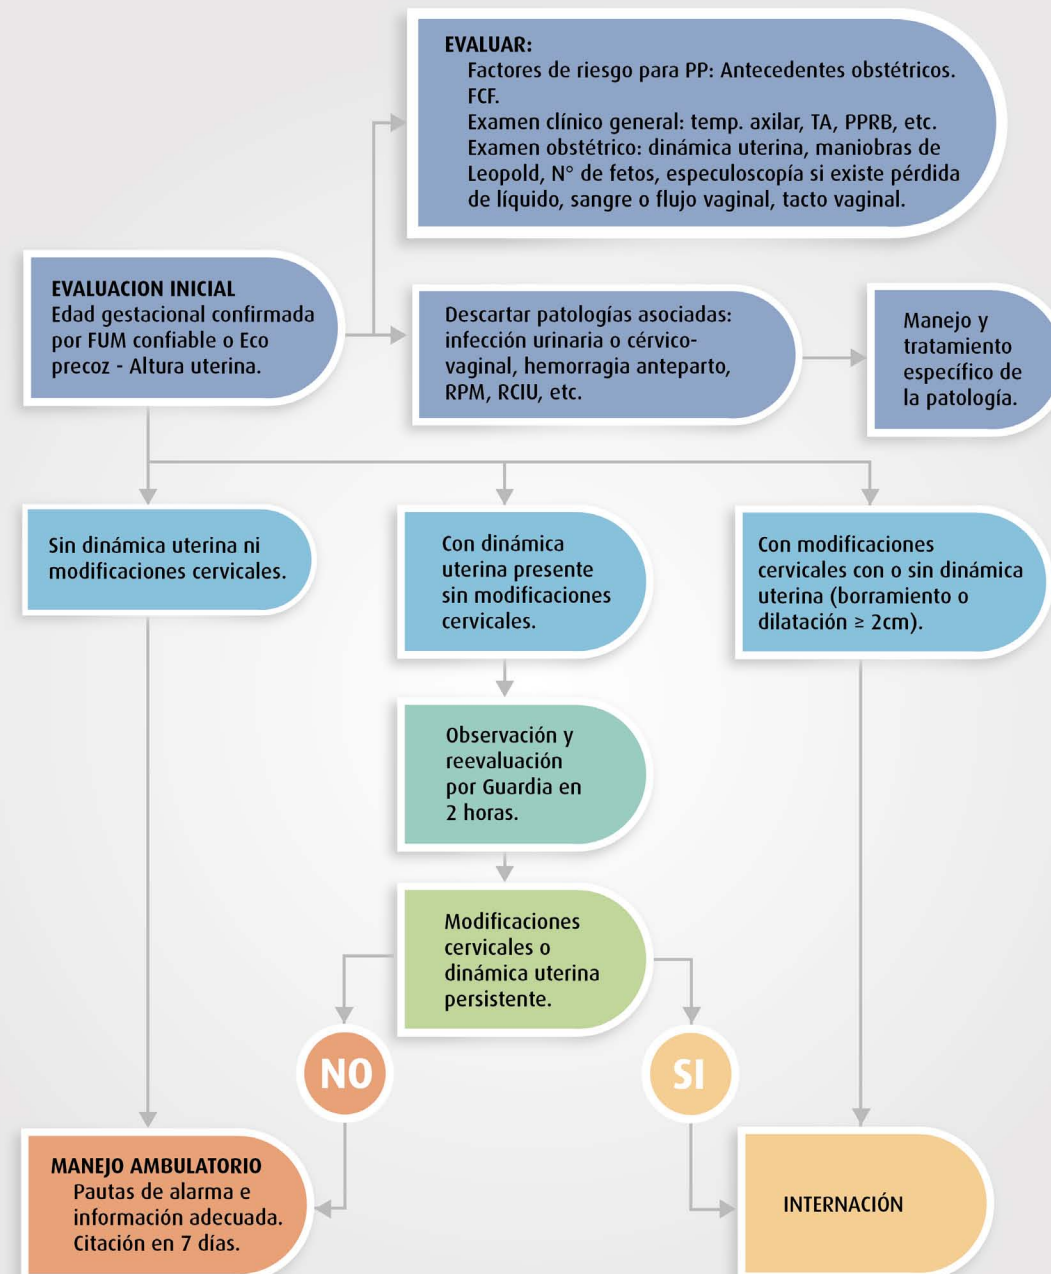 EVALUAR:
Factores de riesgo para PP: Antecedentes obstétricos.
FCF.
Examen clínico general: temp. axilar, TA, PPRB, etc.
Examen obstétrico: dinámica uterina, maniobras de
Leopold, N° de fetos, especuloscopía si existe pérdida
de líquido, sangre o flujo vaginal, tacto vaginal.
EVALUACION INICIAL
Edad gestacional confirmada
por FUM confiable o Eco
precoz - Altura uterina.
Descartar patologías asociadas:
infección urinaria o cérvico-
vaginal, hemorragia anteparto,
RPM, RCIU, etc.
Manejo y
tratamiento
específico de
la patología.
Sin dinámica uterina ni
modificaciones cervicales.
Con dinámica
uterina presente
sin modificaciones
cervicales.
Con modificaciones
cervicales con o sin dinámica
uterina (borramiento o
dilatación ≥ 2cm).
Observación y
reevaluación
por Guardia en
2 horas.
Modificaciones
cervicales o
dinámica uterina
persistente.
NO
SI
MANEJO AMBULATORIO
Pautas de alarma e
información adecuada.
Citación en 7 días.
INTERNACIÓN